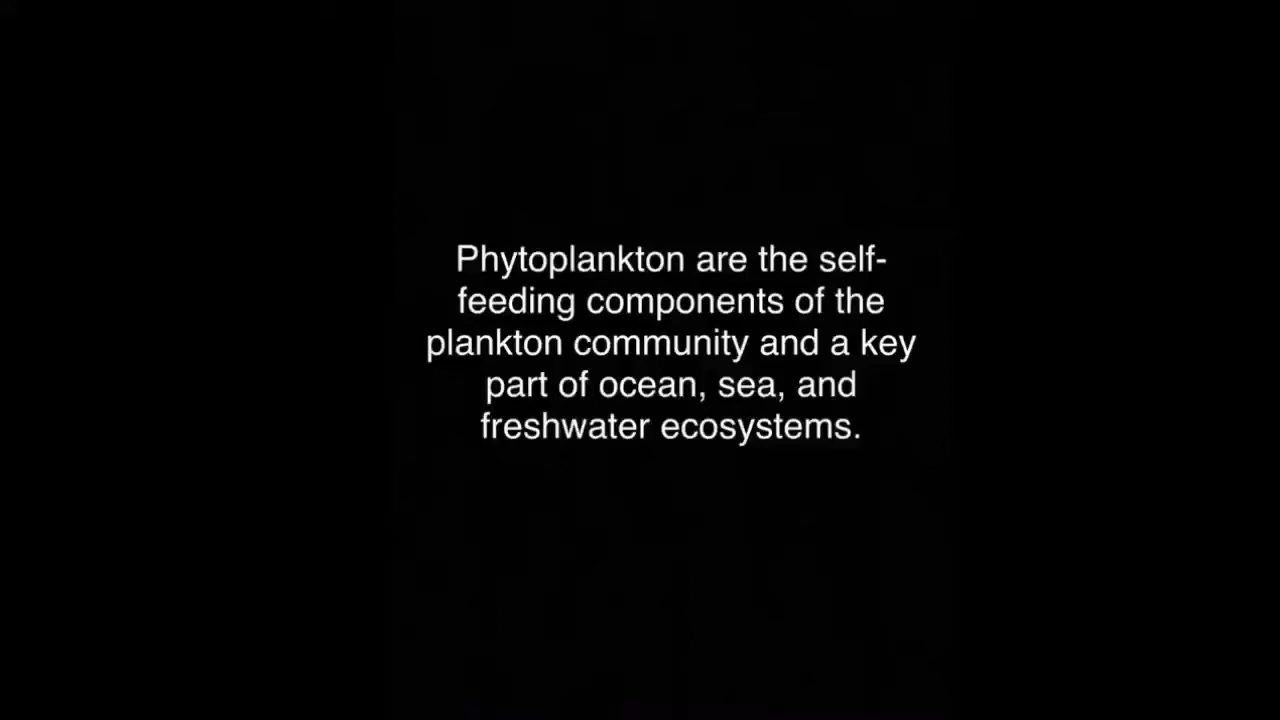 Phytoplankton are the self-
feeding components of the
plankton community and a key
part of ocean, sea, and
freshwater ecosystems.